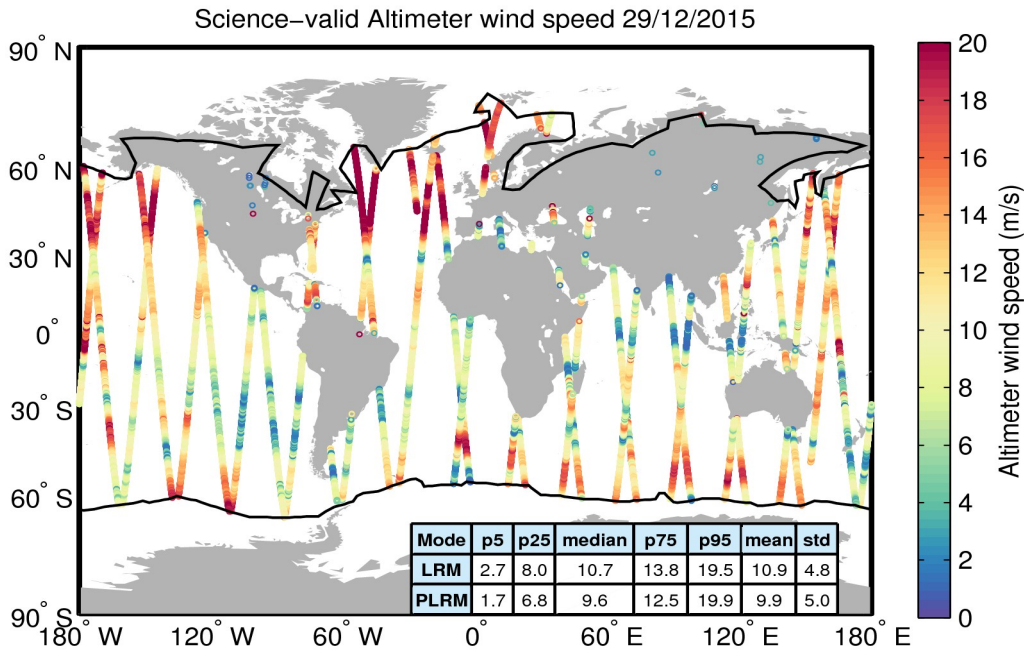 Science−valid Altimeter wind speed 29/12/2015
90° N
60° N
30° N
0°
30° S
60° S
90° S
180° W
120° W
60° W
0°
60° E
120° E
180° E
Mode p5 p25 median p75 p95 mean std
LRM 2.7 8.0 10.7 13.8 19.5 10.9 4.8
PLRM 1.7 6.8 9.6 12.5 19.9 9.9 5.0
20
18
16
14
12
10
8
6
4
2
0
Altimeter wind speed (m/s)